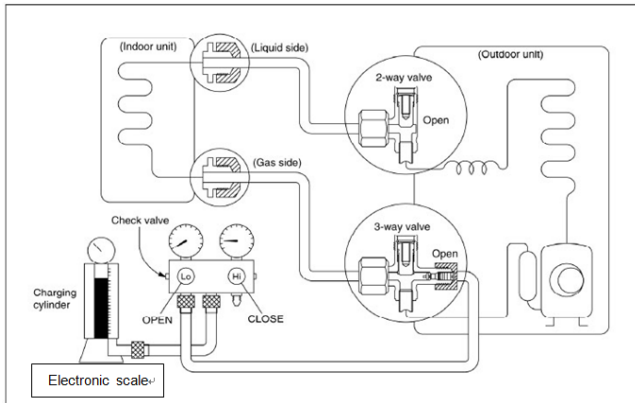 (Indoor unit)
(Liquid side)
2-way valve
(Outdoor unit)
Open
(Gas side)
Check valve
3-way valve
Open
Lo
Hi
Charging
cylinder
OPEN
CLOSE
Electronic scale